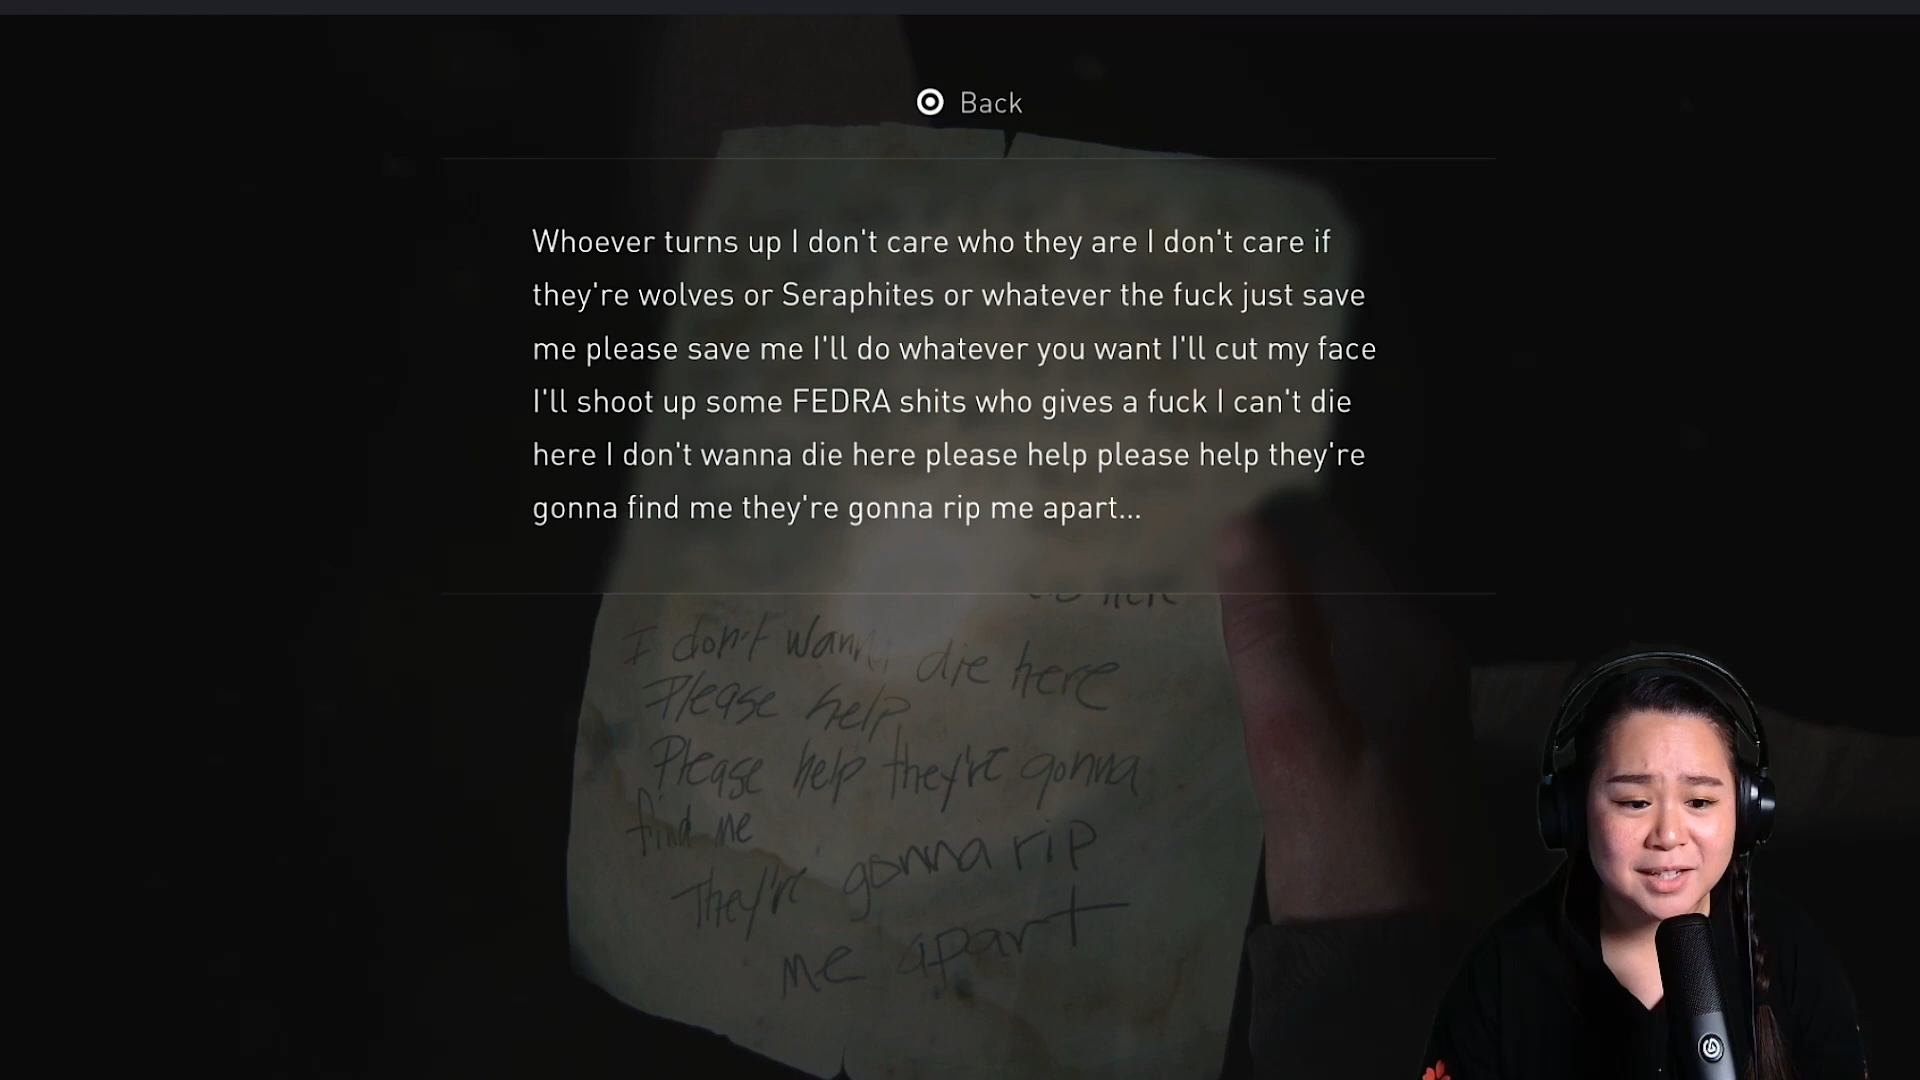 Back
Whoever turns up I don't care who they are I don't care if
they're wolves or Seraphites or whatever the fuck just save
me please save me I'll do whatever you want I'll cut my face
I'll shoot up some FEDRA shits who gives a fuck I can't die
here I don't wanna die here please help please help they're
gonna find me they're gonna rip me apart...
here
I don't wanna die here
Please help
Please help they're gonna
find me
They're gonna rip
me apart